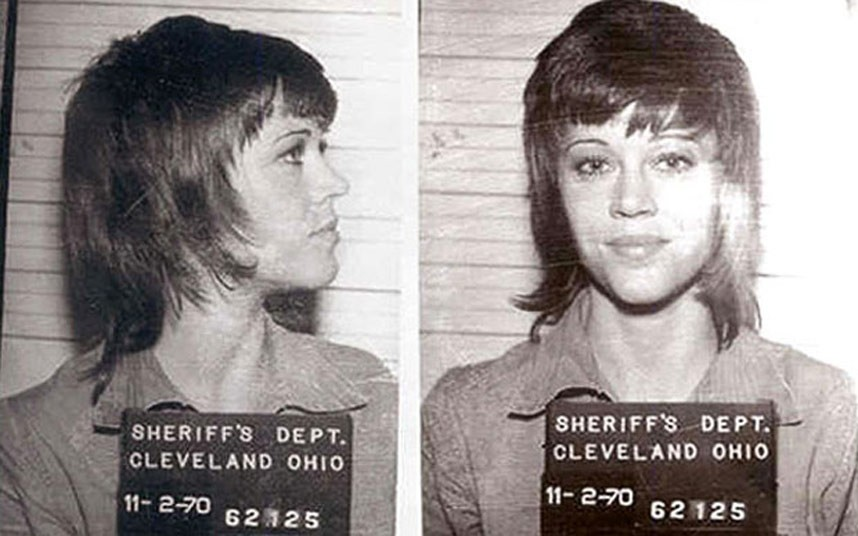 SHERIFF'S DEPT.
CLEVELAND OHIO
11-2-70 62125
SHERIFF'S DEPT.
CLEVELAND OHIO
11-2-70 62125